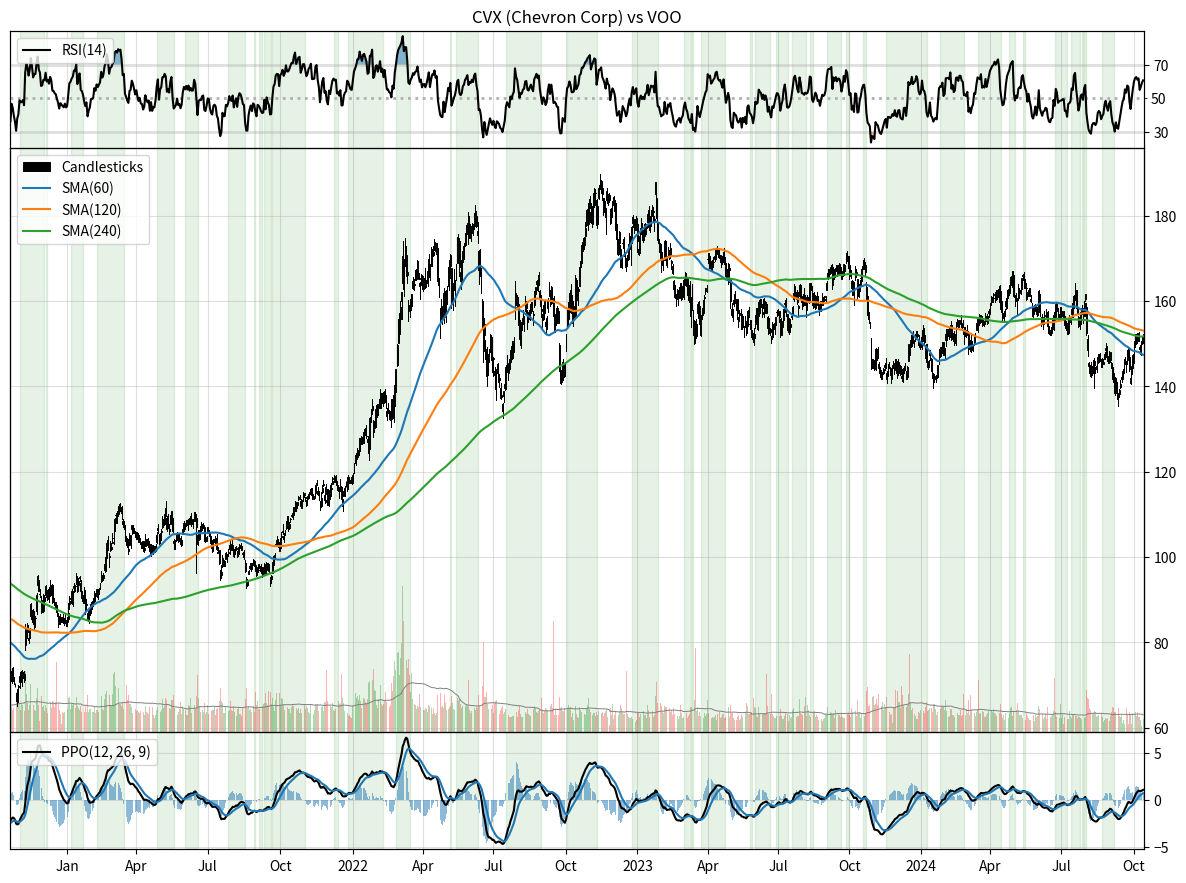 CVX (Chevron Corp) vs VOO
RSI(14)
70
50
30
Candlesticks
SMA(60)
SMA(120)
SMA(240)
180
160
140
120
100
80
60
PPO(12, 26, 9)
5
0
−5
Jan Apr Jul Oct 2022 Apr Jul Oct 2023 Apr Jul Oct 2024 Apr Jul Oct